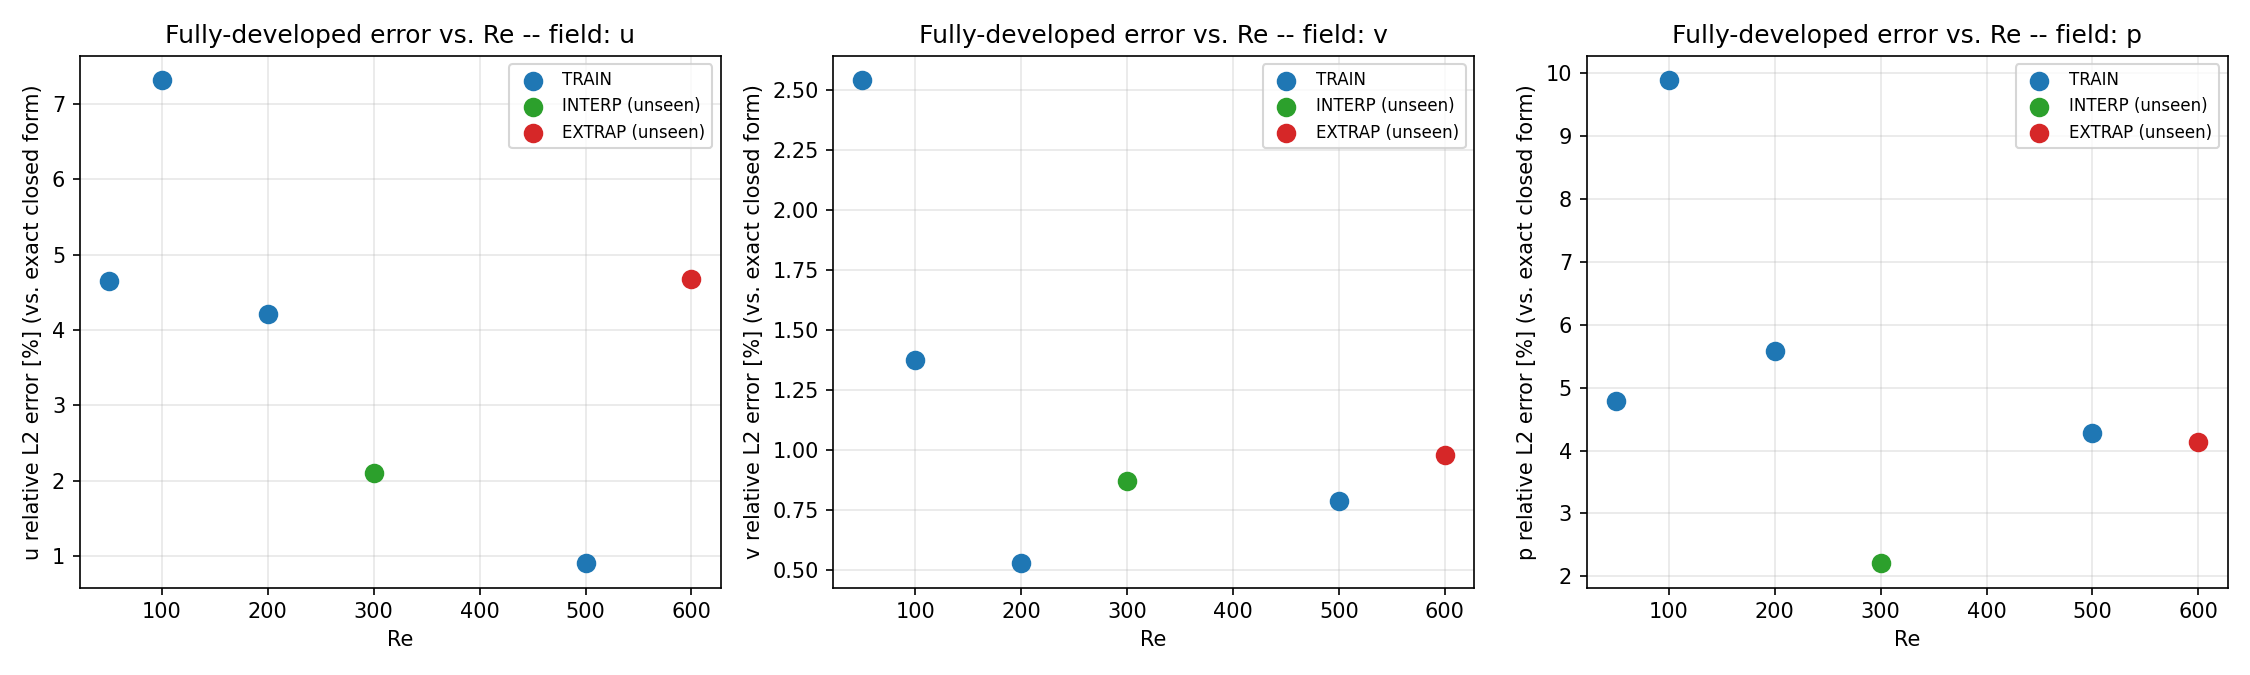 Fully-developed error vs. Re -- field: u
u relative L2 error [%] (vs. exact closed form)
7
6
5
4
3
2
1
TRAIN
INTERP (unseen)
EXTRAP (unseen)
100 200 300 400 500 600
Re
Fully-developed error vs. Re -- field: v
v relative L2 error [%] (vs. exact closed form)
2.50
2.25
2.00
1.75
1.50
1.25
1.00
0.75
0.50
TRAIN
INTERP (unseen)
EXTRAP (unseen)
100 200 300 400 500 600
Re
Fully-developed error vs. Re -- field: p
p relative L2 error [%] (vs. exact closed form)
10
9
8
7
6
5
4
3
2
TRAIN
INTERP (unseen)
EXTRAP (unseen)
100 200 300 400 500 600
Re